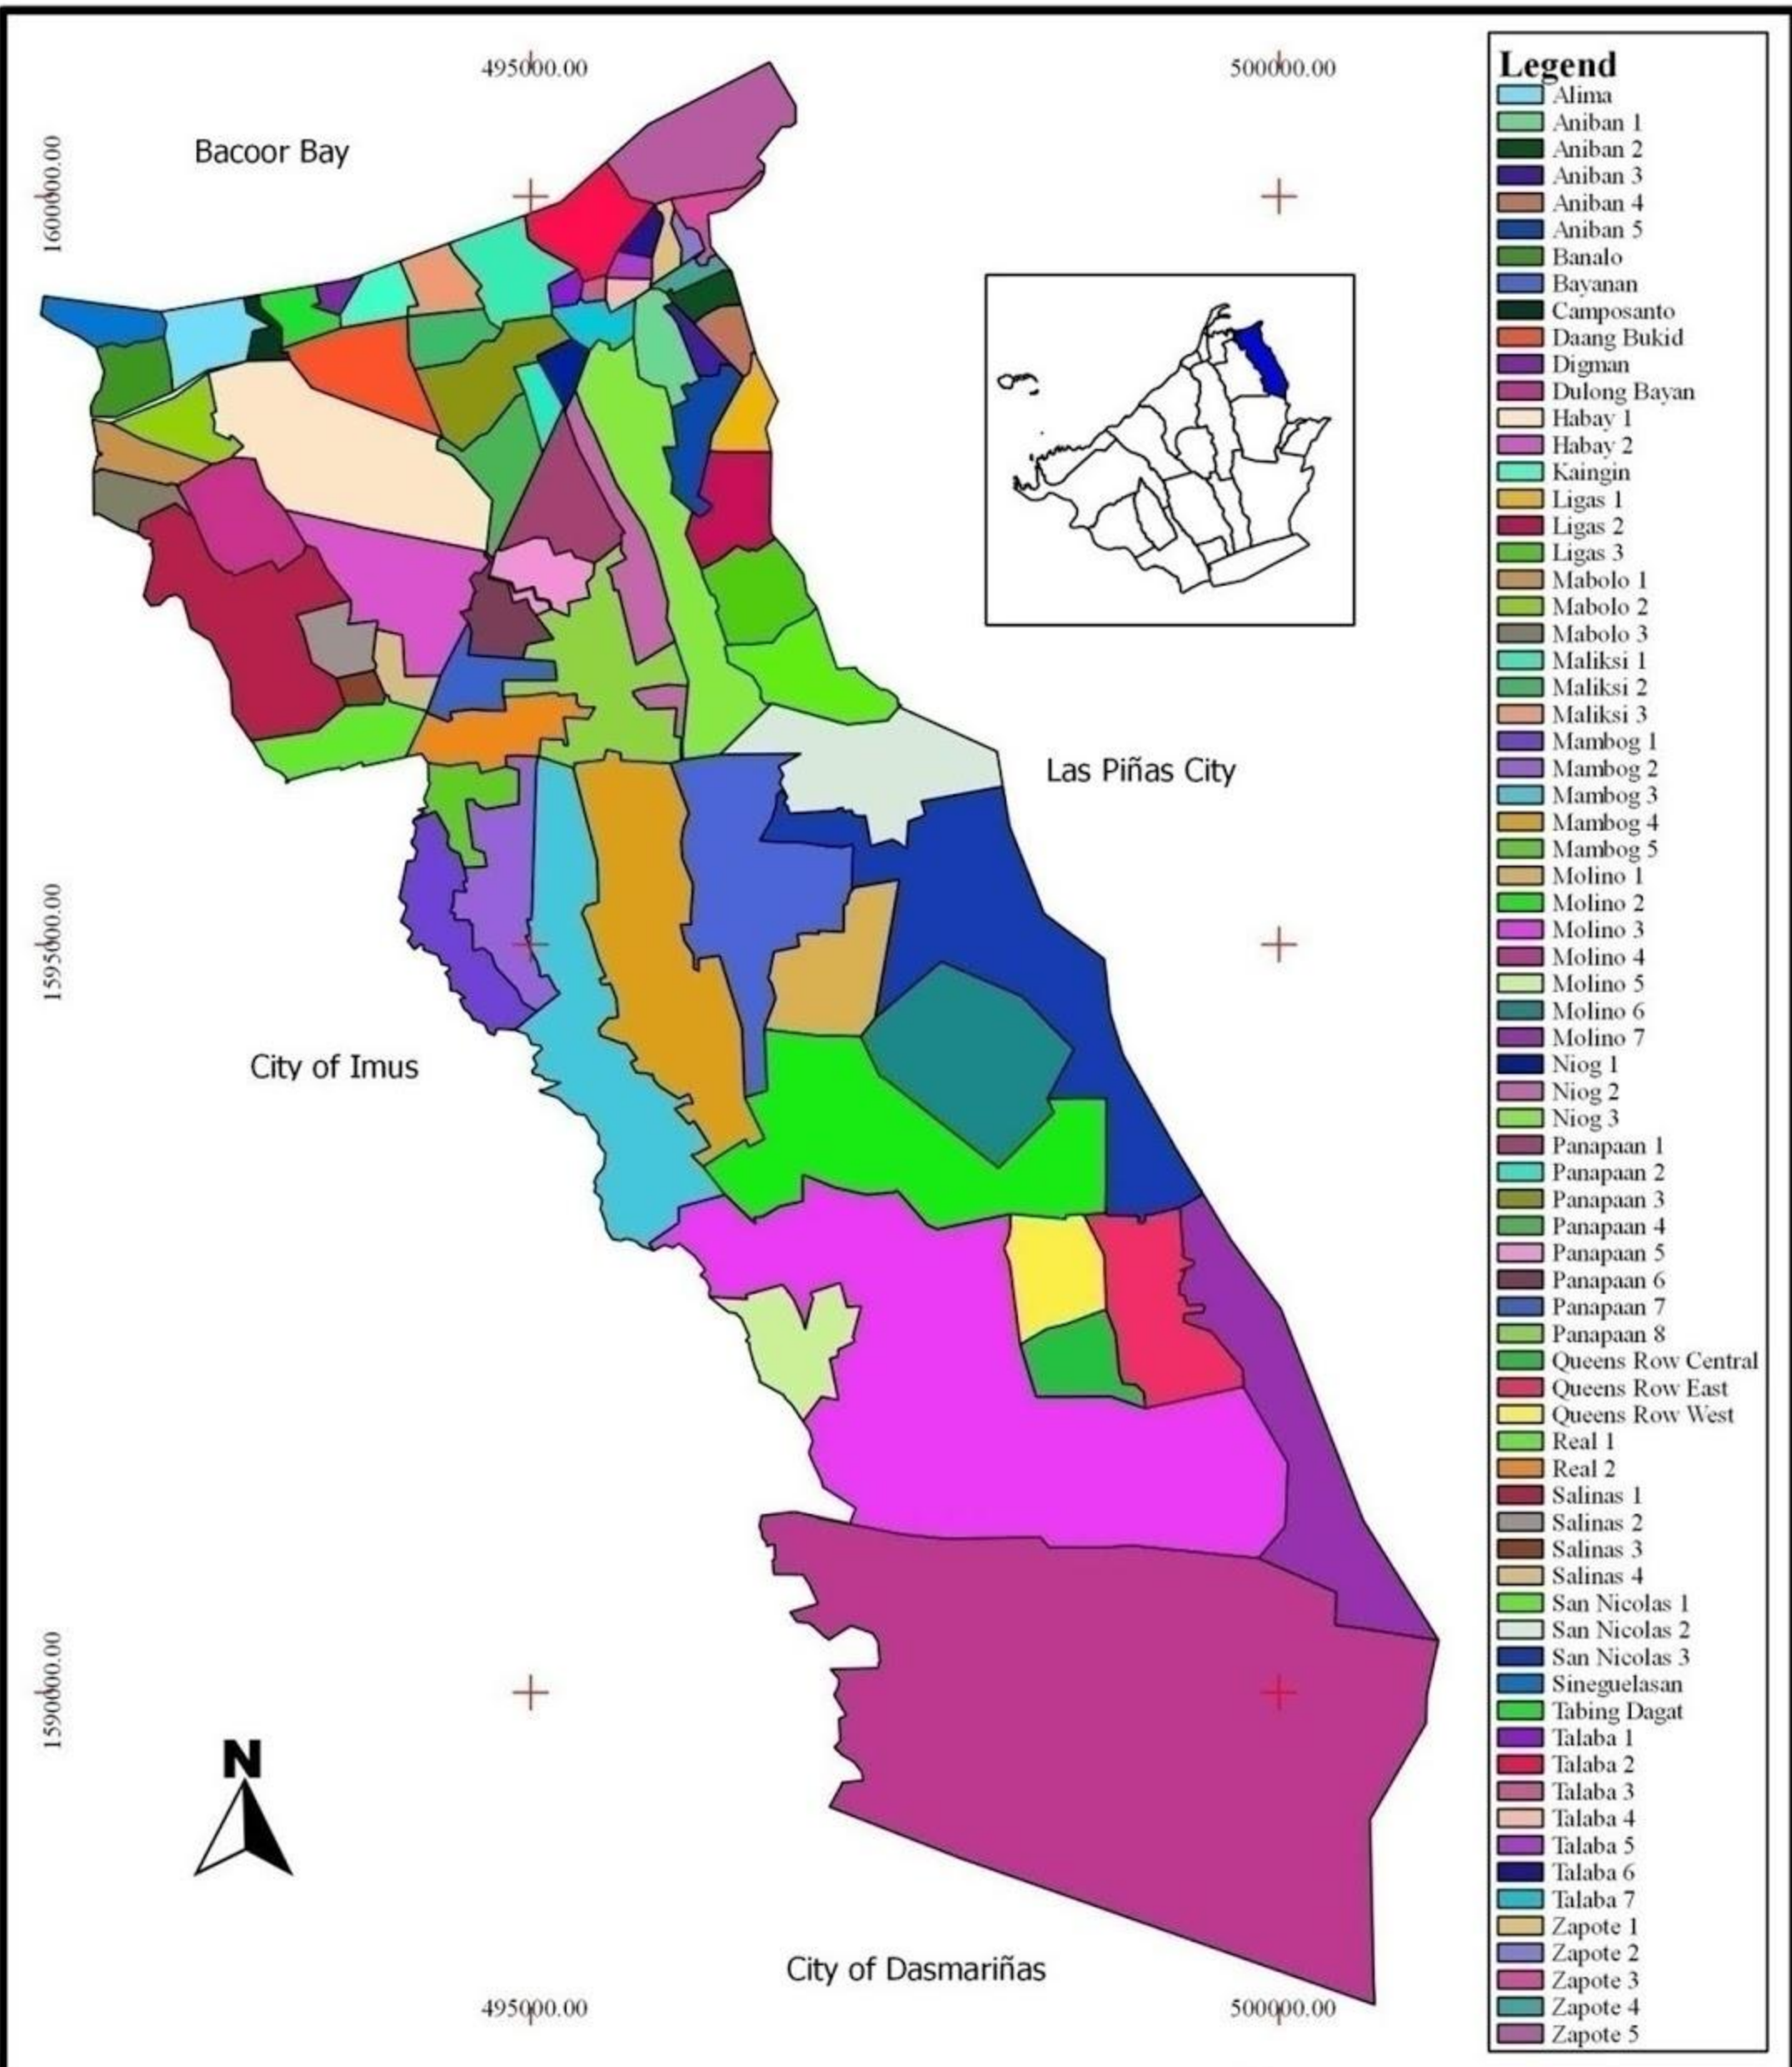 495000.00
500000.00
Bacoor Bay
1600000.00
Las Piñas City
1595000.00
City of Imus
1590000.00
N
City of Dasmariñas
495000.00
500000.00
Legend
Alima
Aniban 1
Aniban 2
Aniban 3
Aniban 4
Aniban 5
Banalo
Bayanan
Camposanto
Daang Bukid
Digman
Dulong Bayan
Habay 1
Habay 2
Kaingin
Ligas 1
Ligas 2
Ligas 3
Mabolo 1
Mabolo 2
Mabolo 3
Maliksi 1
Maliksi 2
Maliksi 3
Mambog 1
Mambog 2
Mambog 3
Mambog 4
Mambog 5
Molino 1
Molino 2
Molino 3
Molino 4
Molino 5
Molino 6
Molino 7
Niog 1
Niog 2
Niog 3
Panapaan 1
Panapaan 2
Panapaan 3
Panapaan 4
Panapaan 5
Panapaan 6
Panapaan 7
Panapaan 8
Queens Row Central
Queens Row East
Queens Row West
Real 1
Real 2
Salinas 1
Salinas 2
Salinas 3
Salinas 4
San Nicolas 1
San Nicolas 2
San Nicolas 3
Sineguelasan
Tabing Dagat
Talaba 1
Talaba 2
Talaba 3
Talaba 4
Talaba 5
Talaba 6
Talaba 7
Zapote 1
Zapote 2
Zapote 3
Zapote 4
Zapote 5